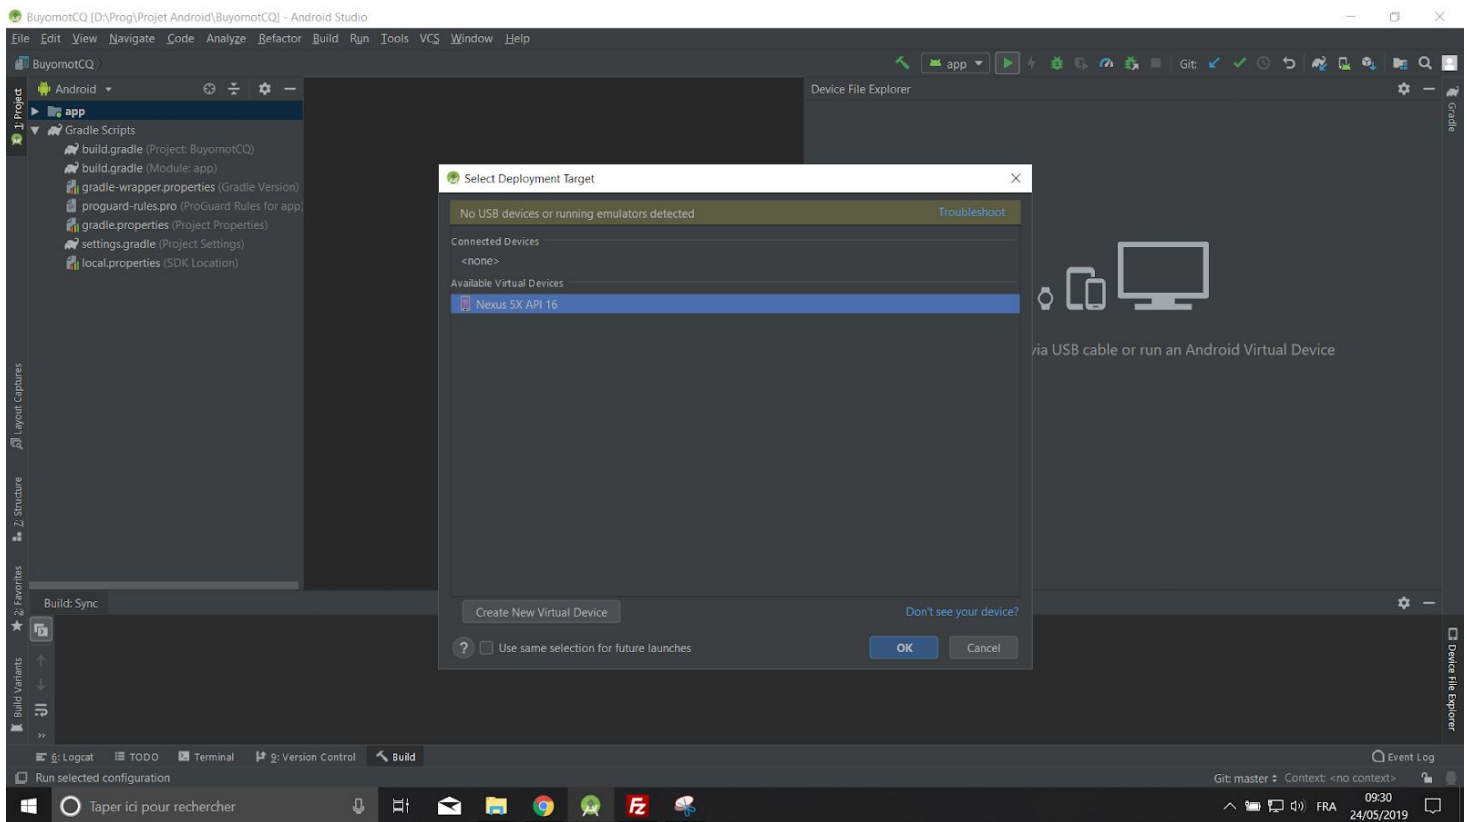 BuyornotCQ [D:\Prog\Projet Android\BuyornotCQ] - Android Studio
File Edit View Navigate Code Analyze Refactor Build Run Tools VCS Window Help
BuyornotCQ
app
Git:
1: Project
Android
Device File Explorer
Gradle
app
Gradle Scripts
build.gradle (Project: BuyornotCQ)
build.gradle (Module: app)
gradle-wrapper.properties (Gradle Version)
proguard-rules.pro (ProGuard Rules for app)
gradle.properties (Project Properties)
settings.gradle (Project Settings)
local.properties (SDK Location)
Select Deployment Target
No USB devices or running emulators detected
Troubleshoot
Connected Devices
<none>
Available Virtual Devices
Nexus 5X API 16
via USB cable or run an Android Virtual Device
Layout Captures
Z: Structure
2: Favorites
Build Variants
Create New Virtual Device
Don't see your device?
? Use same selection for future launches
OK
Cancel
Build: Sync
Device File Explorer
6: Logcat
TODO
Terminal
9: Version Control
Build
Event Log
Run selected configuration
Git: master
Context: <no context>
Taper ici pour rechercher
FRA
09:30
24/05/2019